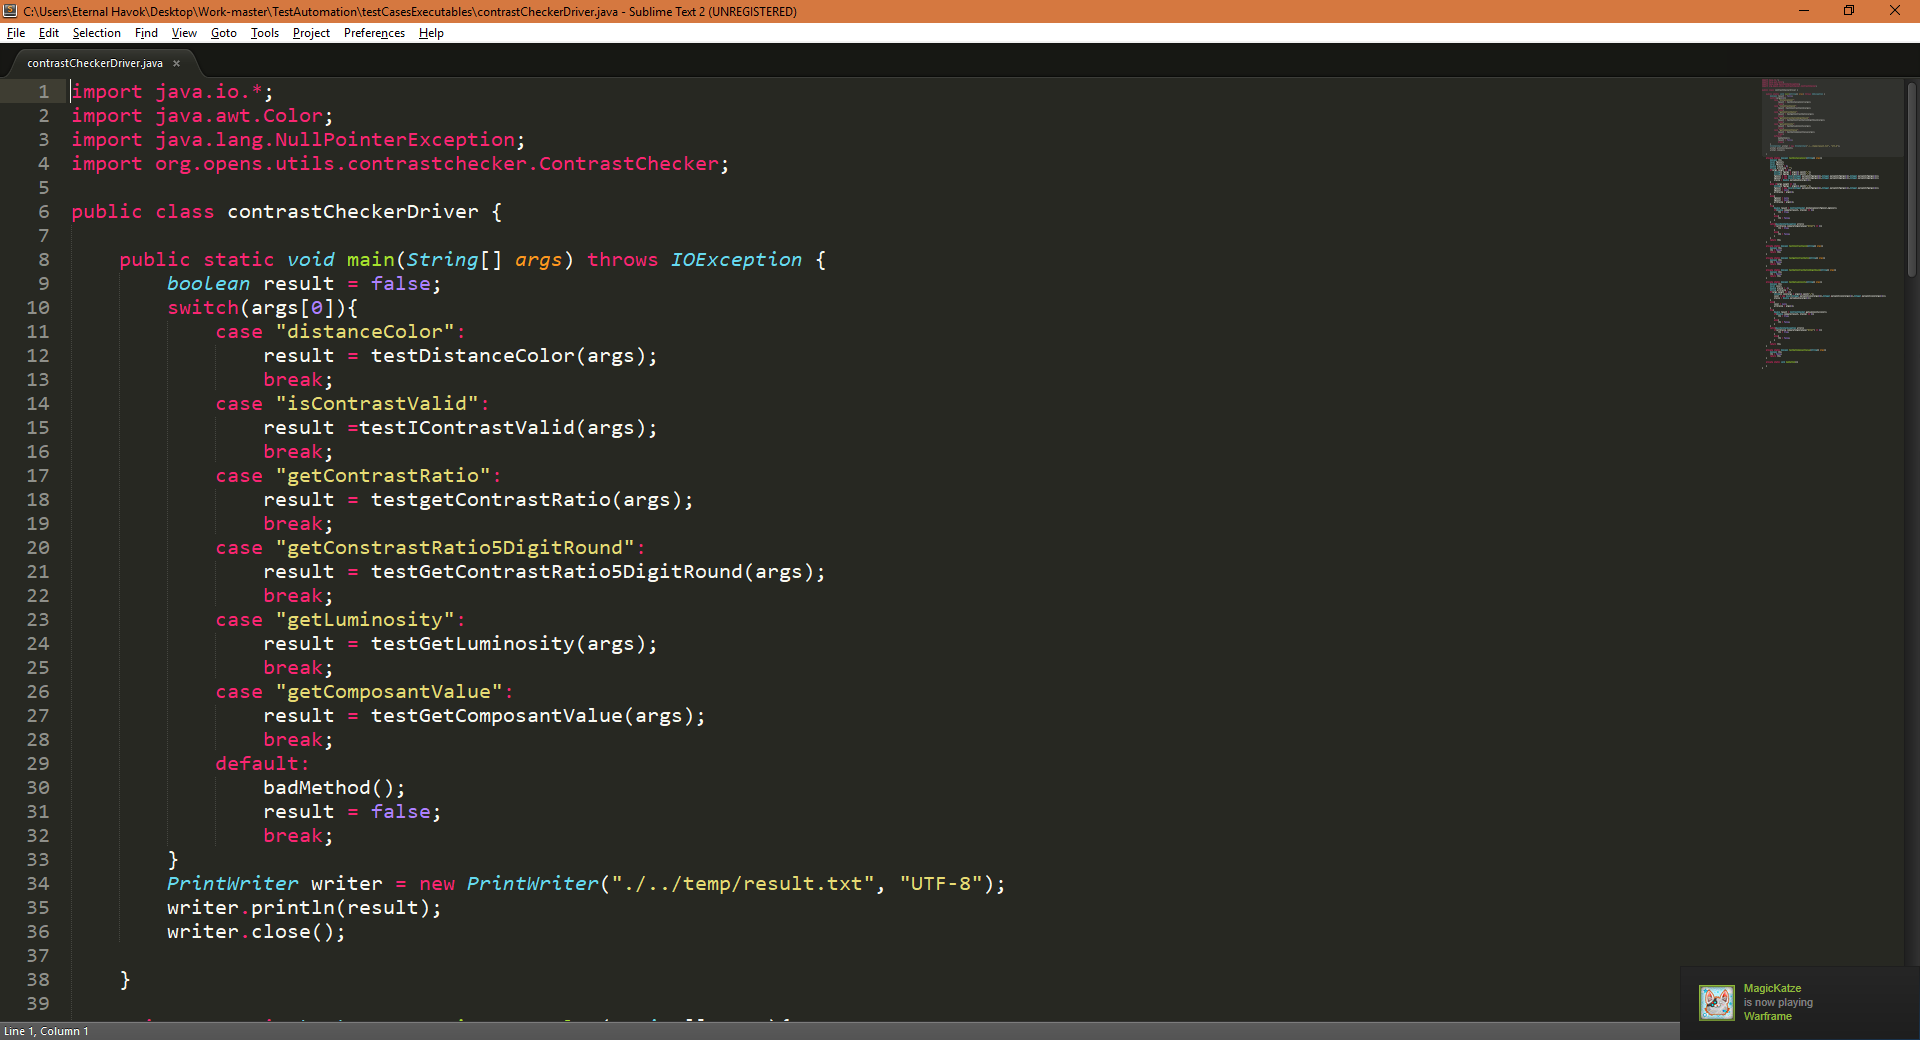 C:\Users\Eternal Havok\Desktop\Work-master\TestAutomation\testCasesExecutables\contrastCheckerDriver.java - Sublime Text 2 (UNREGISTERED)
File Edit Selection Find View Goto Tools Project Preferences Help
contrastCheckerDriver.java ×
1 import java.io.*;
2 import java.awt.Color;
3 import java.lang.NullPointerException;
4 import org.opens.utils.contrastchecker.ContrastChecker;
5
6 public class contrastCheckerDriver {
7
8 public static void main(String[] args) throws IOException {
9 boolean result = false;
10 switch(args[0]){
11 case "distanceColor":
12 result = testDistanceColor(args);
13 break;
14 case "isContrastValid":
15 result =testIContrastValid(args);
16 break;
17 case "getContrastRatio":
18 result = testgetContrastRatio(args);
19 break;
20 case "getConstrastRatio5DigitRound":
21 result = testGetContrastRatio5DigitRound(args);
22 break;
23 case "getLuminosity":
24 result = testGetLuminosity(args);
25 break;
26 case "getComposantValue":
27 result = testGetComposantValue(args);
28 break;
29 default:
30 badMethod();
31 result = false;
32 break;
33 }
34 PrintWriter writer = new PrintWriter("./../temp/result.txt", "UTF-8");
35 writer.println(result);
36 writer.close();
37
38 }
39
MagicKatze
is now playing
Warframe
Line 1, Column 1